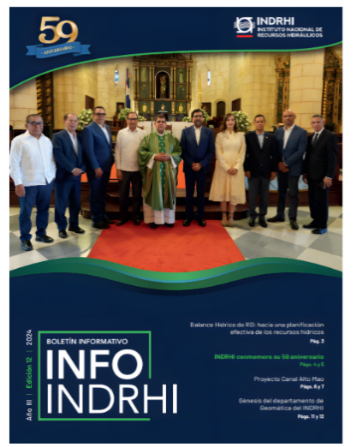 59
ANIVERSARIO
INDRHI
INSTITUTO NACIONAL DE
RECURSOS HIDRÁULICOS
Año III | Edición 12 | 2024
BOLETÍN INFORMATIVO
INFO
INDRHI
Balance Hídrico de RD: hacia una planificación
efectiva de los recursos hídricos
Pág. 3
INDRHI conmemora su 59 aniversario
Págs. 4 y 5
Proyecto Canal Alto Mao
Págs. 6 y 7
Génesis del departamento de
Geomática del INDRHI
Págs. 11 y 12